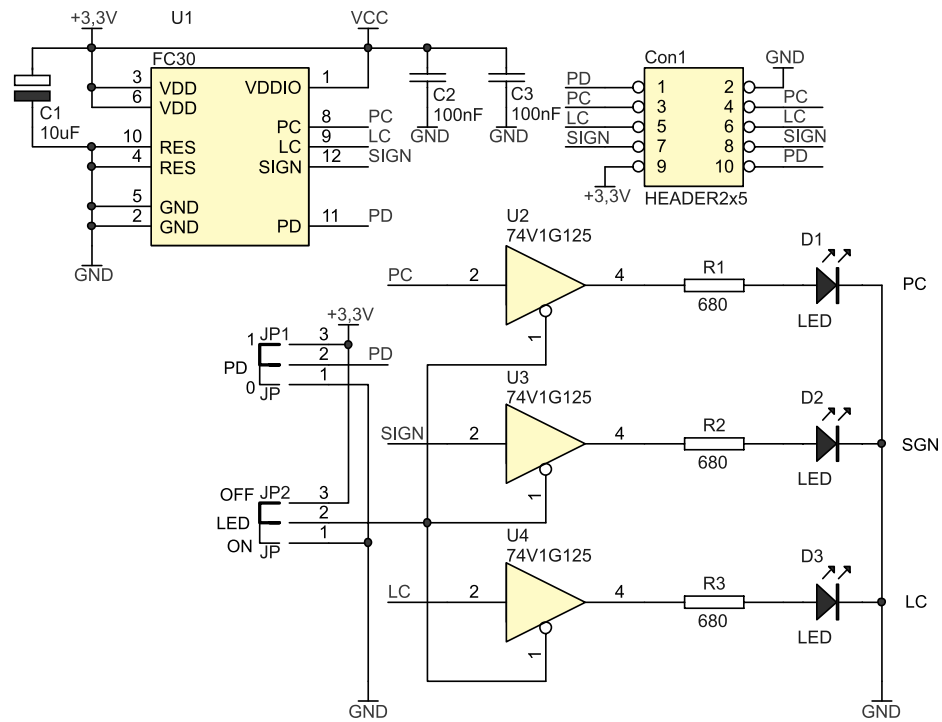 +3,3V
U1
VCC
FC30
3 VDD
6 VDD
VDDIO 1
10 RES
4 RES
5 GND
2 GND
PC 8 PC
LC 9 LC
SIGN 12 SIGN
PD 11 PD
C1
10uF
GND
C2
100nF
GND
C3
100nF
GND
Con1
GND
PD 1 2
PC 3 4 PC
LC 5 6 LC
SIGN 7 8 SIGN
9 10 PD
+3,3V
HEADER2x5
U2
74V1G125
PC 2 4
1
R1
680
D1
LED
PC
+3,3V
1 JP1 3
PD 2 PD
0 JP 1
U3
74V1G125
SIGN 2 4
1
R2
680
D2
LED
SGN
OFF JP2 3
LED 2
ON JP 1
U4
74V1G125
LC 2 4
1
R3
680
D3
LED
LC
GND
GND